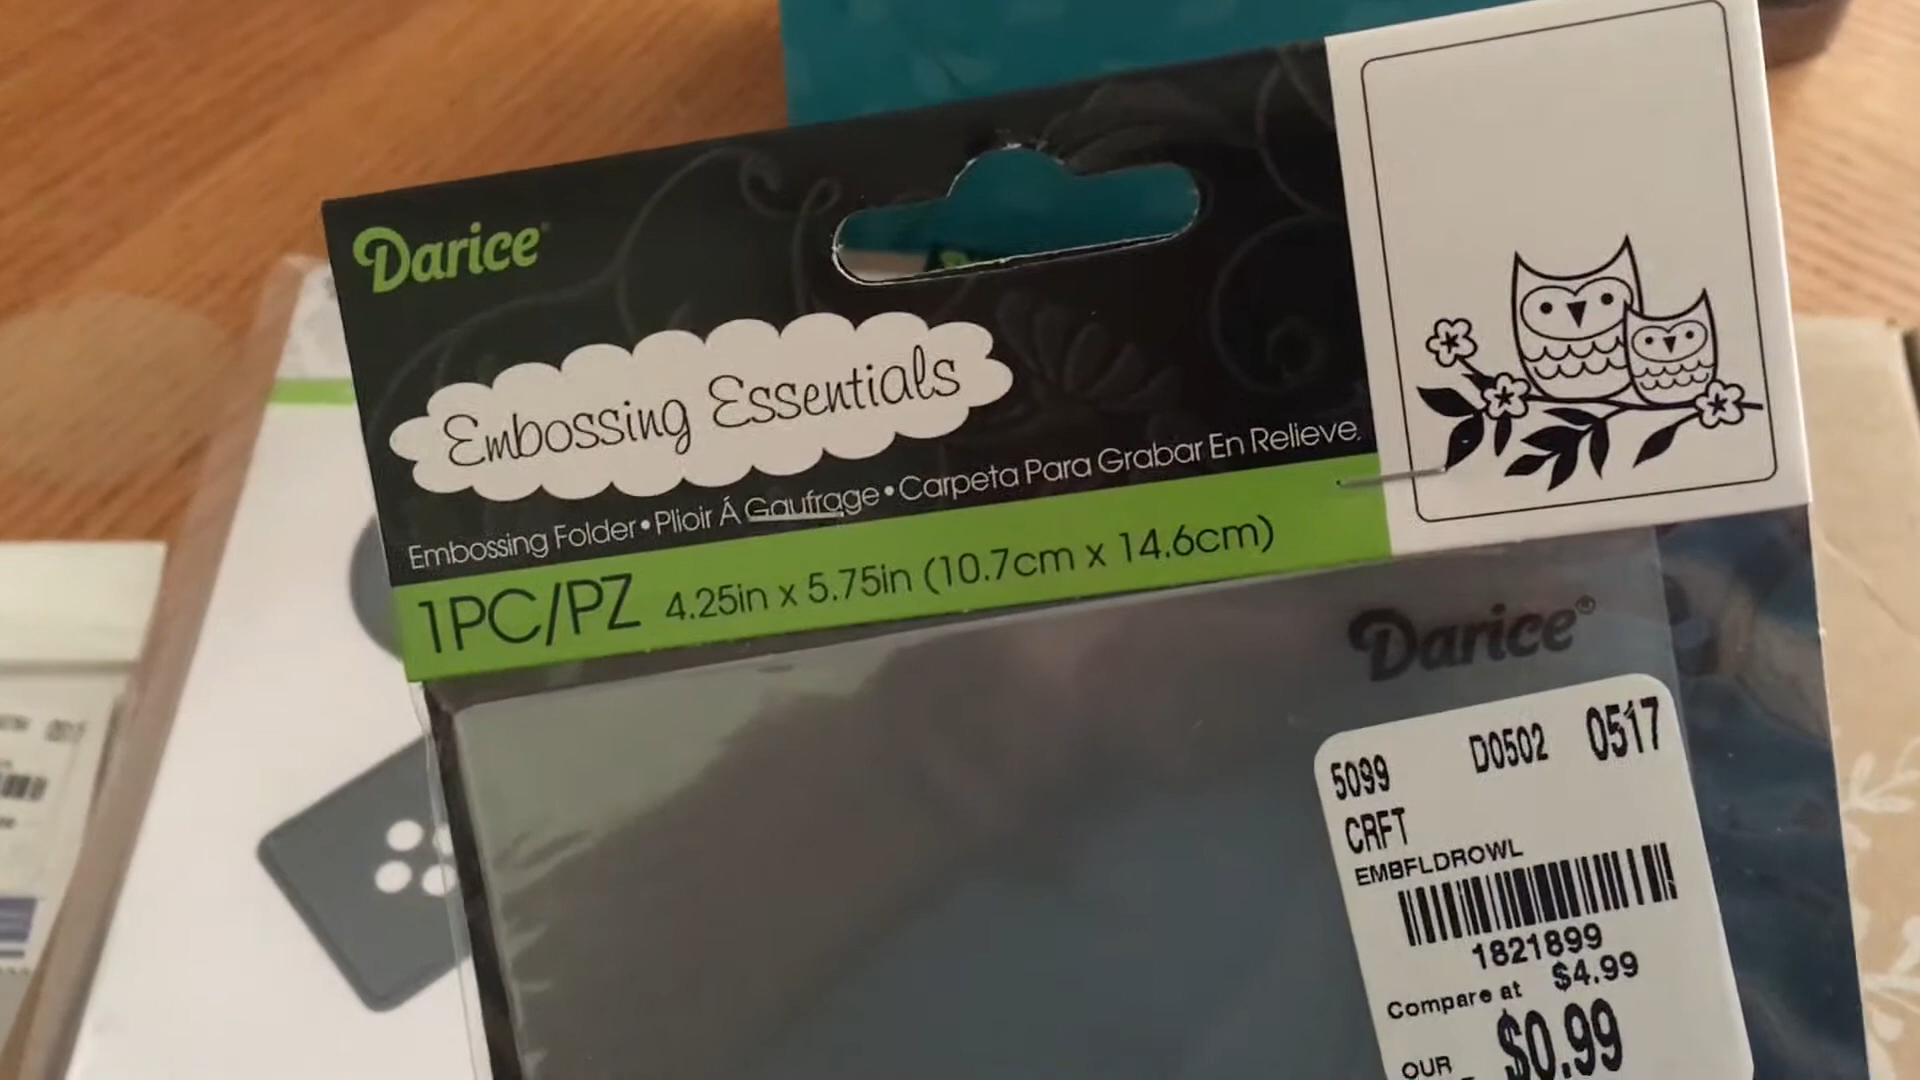 Darice
Embossing Essentials
Embossing Folder • Plioir Á Gaufrage • Carpeta Para Grabar En Relieve
1PC/PZ 4.25in x 5.75in (10.7cm x 14.6cm)
Darice®
5099 D0502 0517
CRFT
EMBFLDROWL
1821899
Compare at $4.99
OUR $0.99